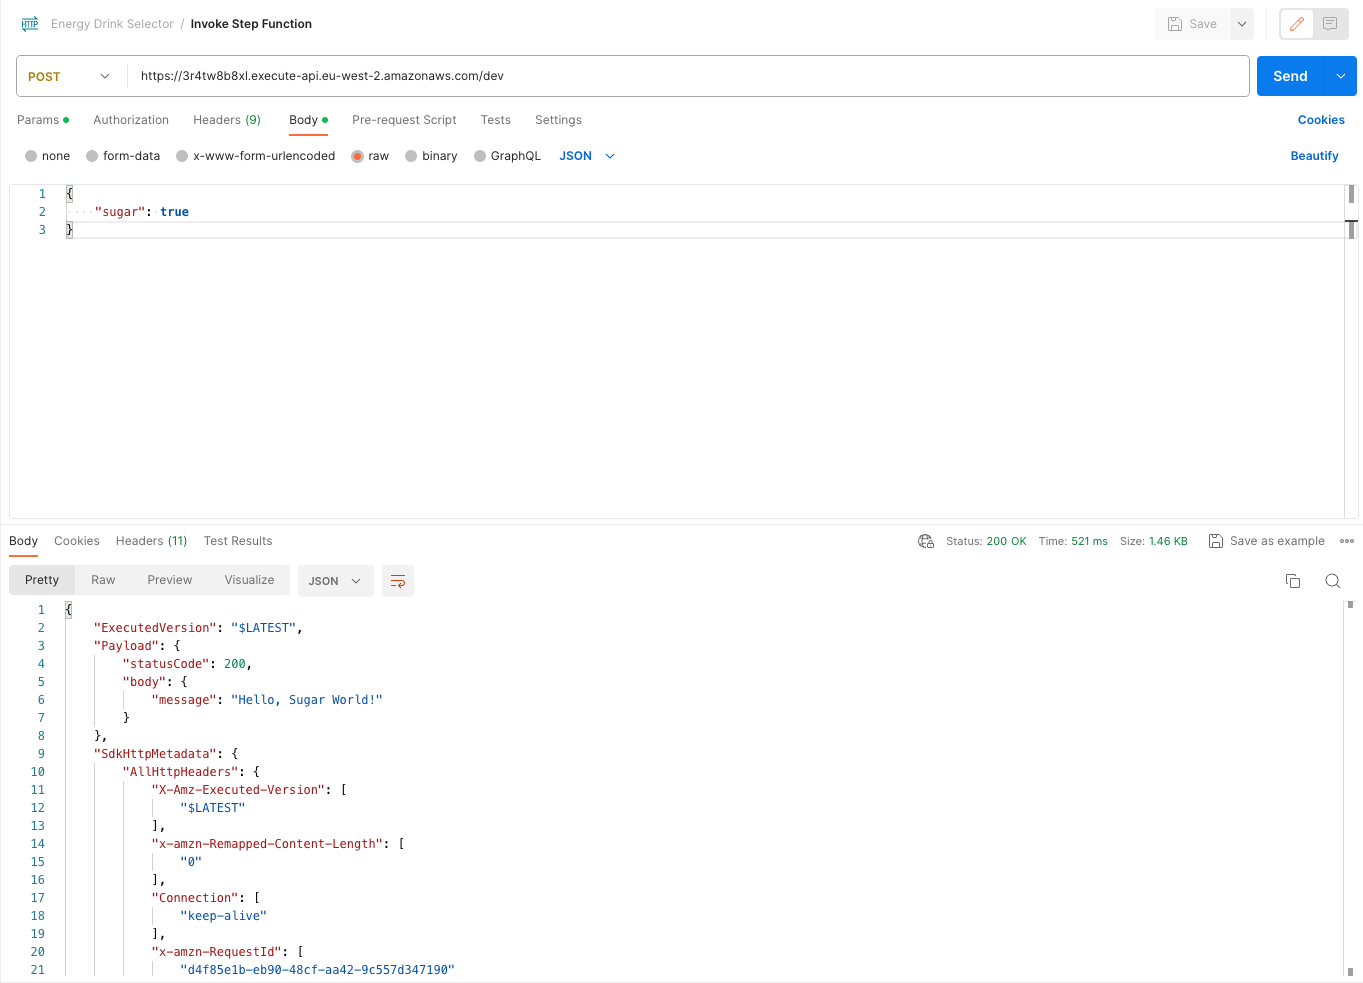 HTTP Energy Drink Selector / Invoke Step Function Save
POST https://3r4tw8b8xl.execute-api.eu-west-2.amazonaws.com/dev Send
Params Authorization Headers (9) Body Pre-request Script Tests Settings Cookies
none form-data x-www-form-urlencoded raw binary GraphQL JSON Beautify
1 {
2 "sugar": true
3 }
Body Cookies Headers (11) Test Results Status: 200 OK Time: 521 ms Size: 1.46 KB Save as example
Pretty Raw Preview Visualize JSON
1 {
2 "ExecutedVersion": "$LATEST",
3 "Payload": {
4 "statusCode": 200,
5 "body": {
6 "message": "Hello, Sugar World!"
7 }
8 },
9 "SdkHttpMetadata": {
10 "AllHttpHeaders": {
11 "X-Amz-Executed-Version": [
12 "$LATEST"
13 ],
14 "x-amzn-Remapped-Content-Length": [
15 "0"
16 ],
17 "Connection": [
18 "keep-alive"
19 ],
20 "x-amzn-RequestId": [
21 "d4f85e1b-eb90-48cf-aa42-9c557d347190"